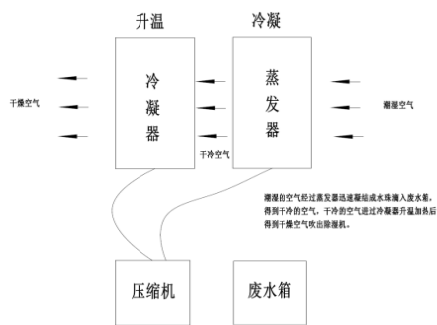 升温
冷凝
冷凝器
蒸发器
干燥空气
干冷空气
潮湿空气
潮湿的空气经过蒸发器迅速凝结成水珠滴入废水箱,
得到干冷的空气,干冷的空气进过冷凝器升温加热后
得到干燥空气吹出除湿机。
压缩机
废水箱